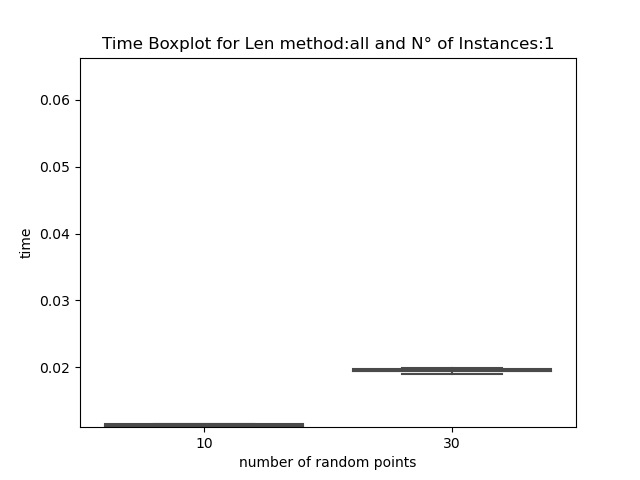 Time Boxplot for Len method:all and N° of Instances:1
0.06
0.05
0.04
0.03
0.02
time
10
30
number of random points